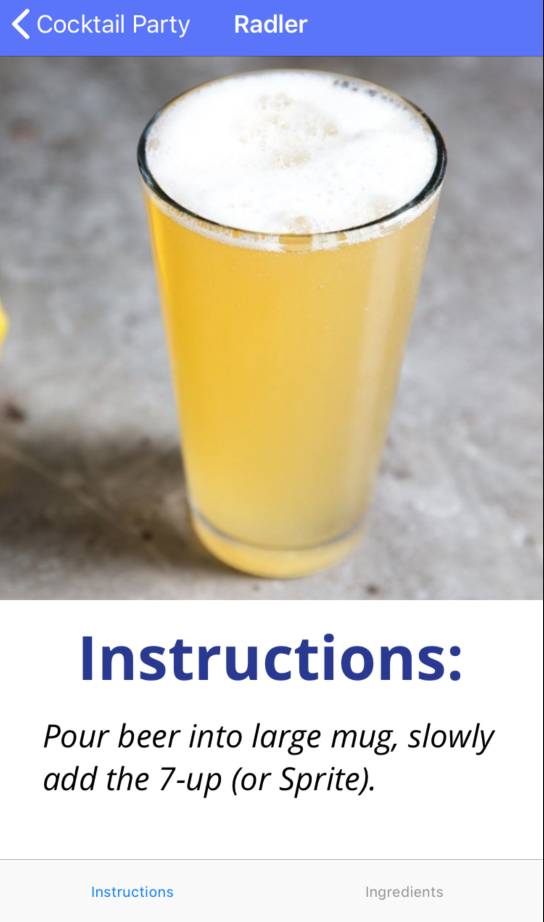 Cocktail Party Radler
Instructions:
Pour beer into large mug, slowly
add the 7-up (or Sprite).
Instructions Ingredients